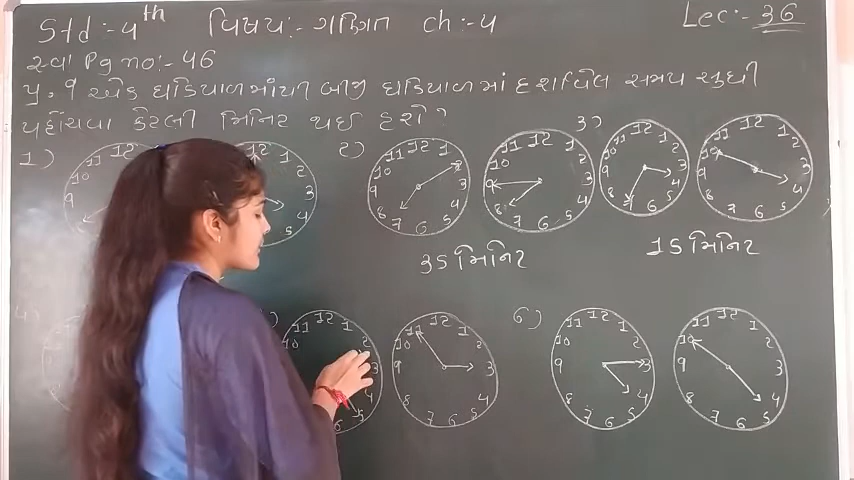 Std :- 4th વિષય :- ગણિત ch :- 4 Lec :- 36
સ્વા Pg no :- 46
પ્ર. ૧ એક ઘડિયાળમાંથી બીજી ઘડિયાળમાં દર્શાવેલ સમય સુધી
પહોંચવા કેટલી મિનિટ થઈ હશે ?
1) 2) 3)
35 મિનિટ 15 મિનિટ
4) 6)